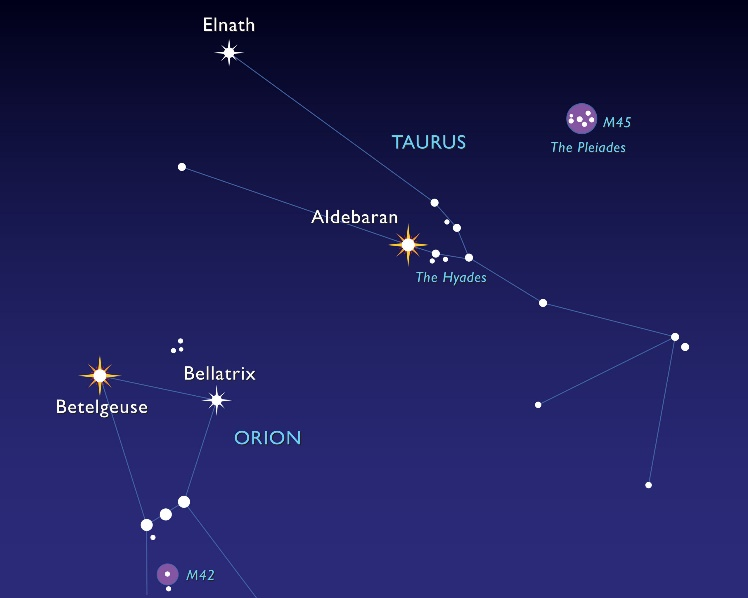 Elnath
M45
TAURUS
The Pleiades
Aldebaran
The Hyades
Bellatrix
Betelgeuse
ORION
M42